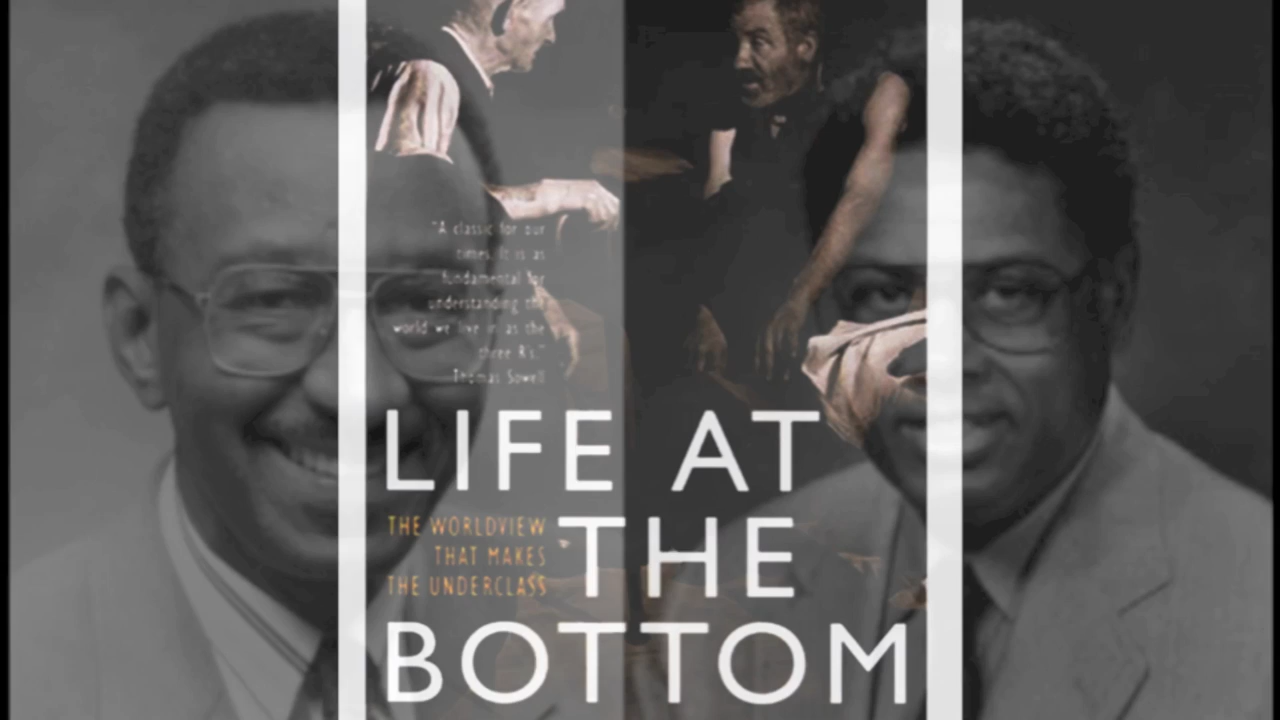 "A classic for our
times. It is as
fundamental for
understanding the
world we live in as the
three R's."
Thomas Sowell
LIFE AT
THE WORLDVIEW
THAT MAKES
THE UNDERCLASS
THE
BOTTOM